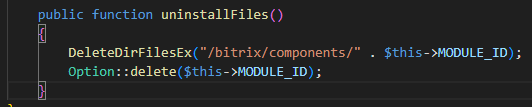 public function uninstallFiles()
{
DeleteDirFilesEx("/bitrix/components/" . $this->MODULE_ID);
Option::delete($this->MODULE_ID);
}